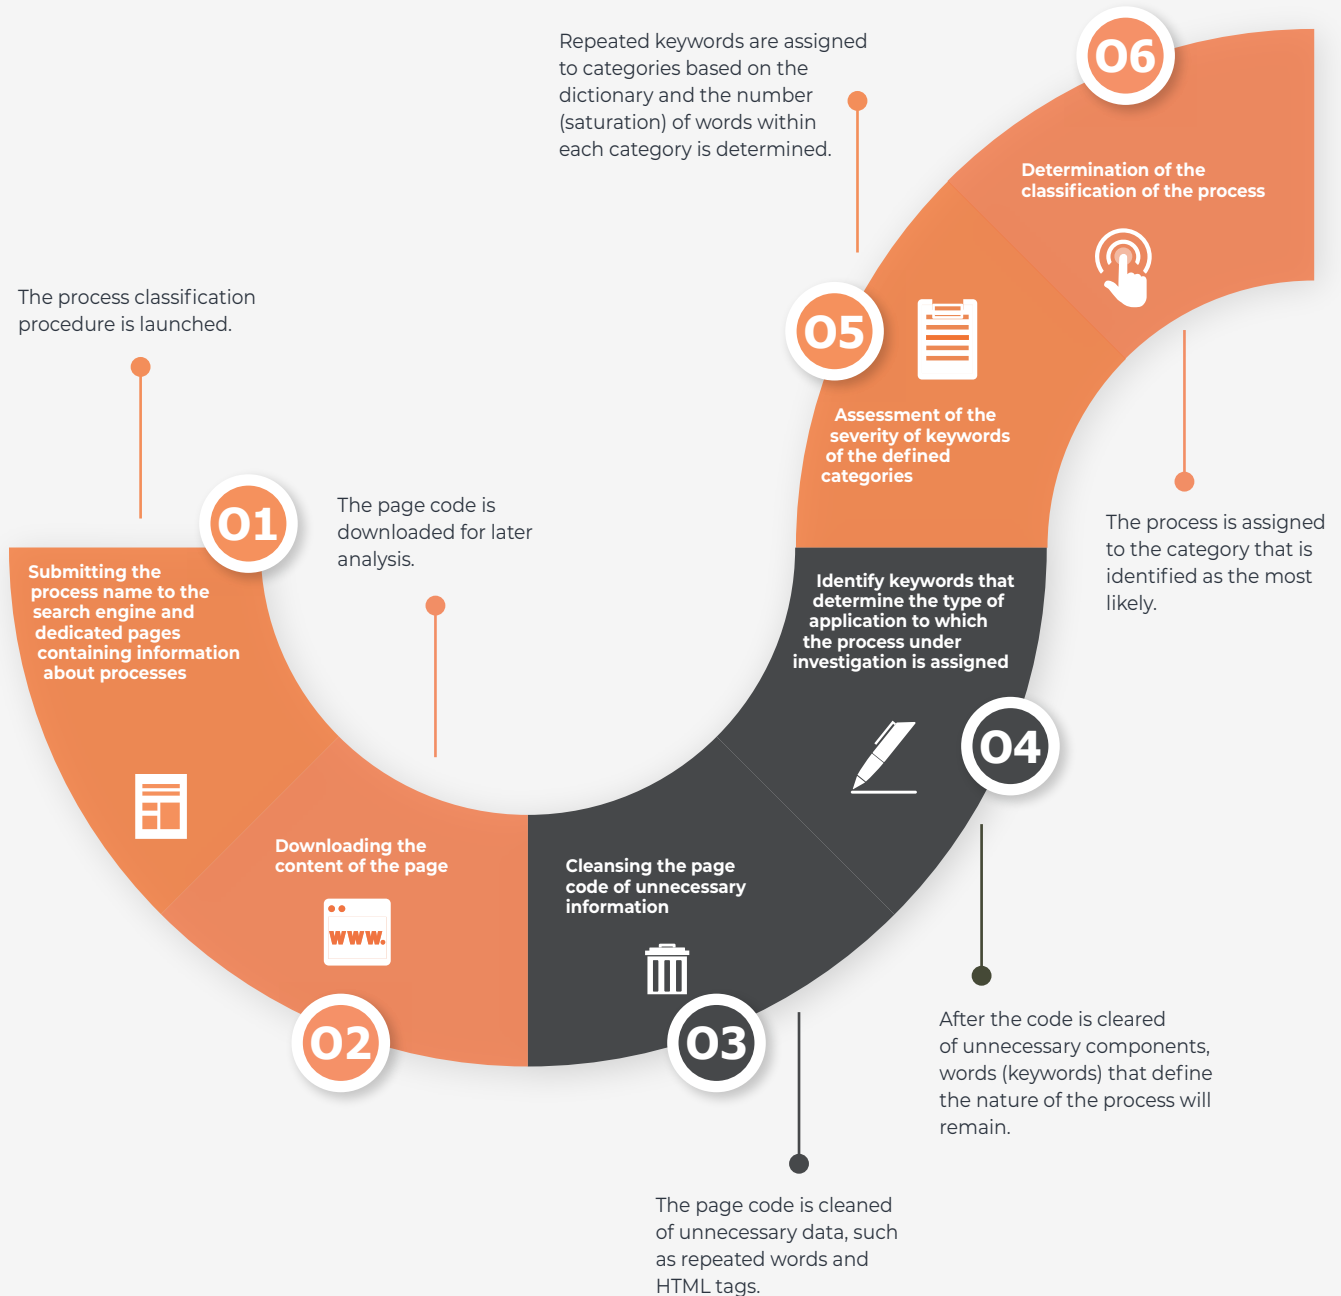 The process classification
procedure is launched.
01
Submitting the
process name to the
search engine and
dedicated pages
containing information
about processes
The page code is
downloaded for later
analysis.
Downloading the
content of the page
www.
02
Cleansing the page
code of unnecessary
information
03
The page code is cleaned
of unnecessary data, such
as repeated words and
HTML tags.
Identify keywords that
determine the type of
application to which
the process under
investigation is assigned
04
After the code is cleared
of unnecessary components,
words (keywords) that define
the nature of the process will
remain.
Repeated keywords are assigned
to categories based on the
dictionary and the number
(saturation) of words within
each category is determined.
05
Assessment of the
severity of keywords
of the defined
categories
06
Determination of the
classification of the process
The process is assigned
to the category that is
identified as the most
likely.